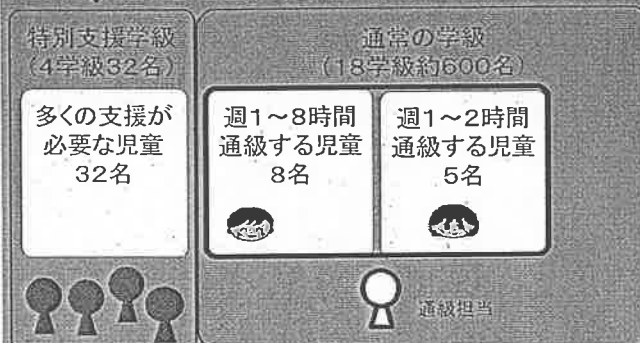 特別支援学級
(4学級32名)
多くの支援が
必要な児童
32名
通常の学級
(18学級約600名)
週1〜8時間
通級する児童
8名
週1〜2時間
通級する児童
5名
通級担当